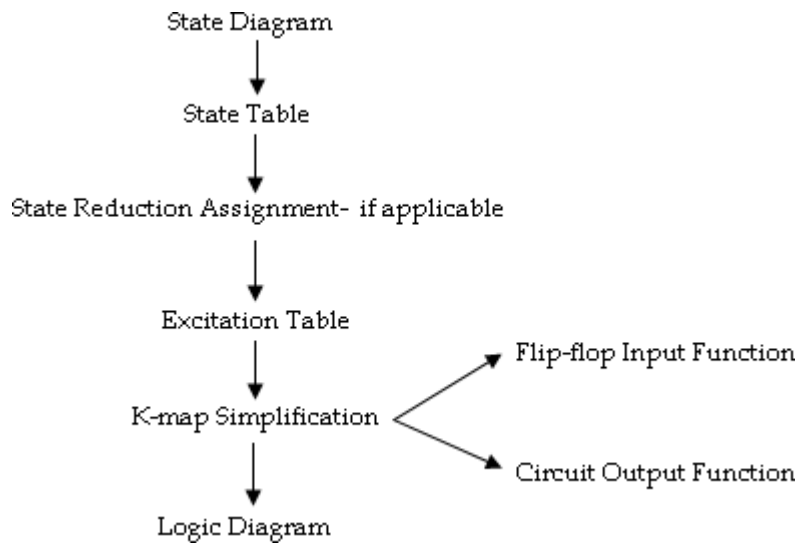 State Diagram
State Table
State Reduction Assignment- if applicable
Excitation Table
Flip-flop Input Function
K-map Simplification
Circuit Output Function
Logic Diagram